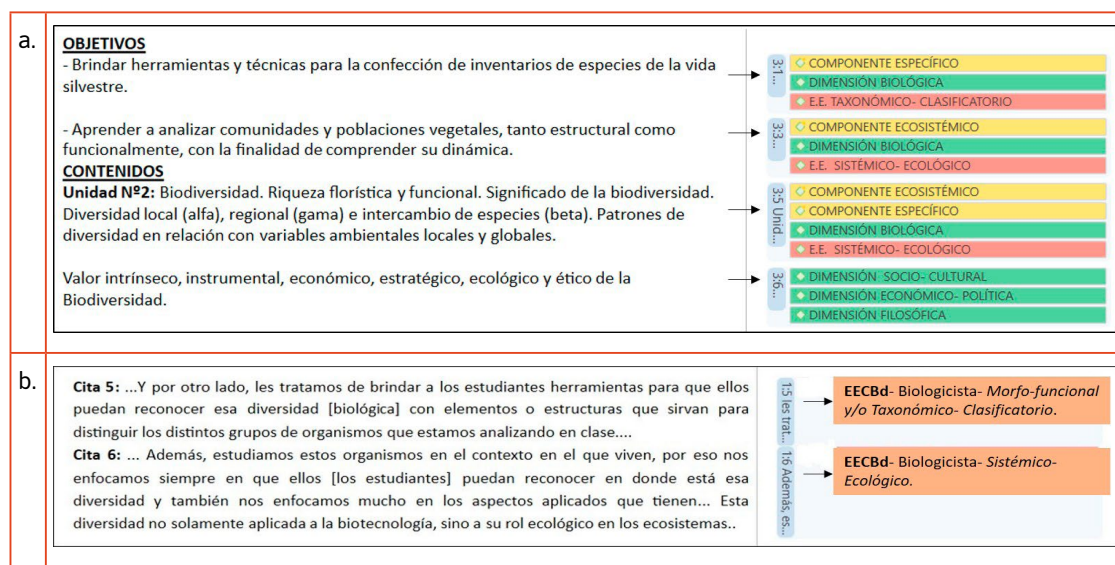 a.
OBJETIVOS
- Brindar herramientas y técnicas para la confección de inventarios de especies de la vida
silvestre.
3:1...
COMPONENTE ESPECÍFICO
DIMENSIÓN BIOLÓGICA
E.E. TAXONÓMICO- CLASIFICATORIO
- Aprender a analizar comunidades y poblaciones vegetales, tanto estructural como
funcionalmente, con la finalidad de comprender su dinámica.
3:3...
COMPONENTE ECOSISTÉMICO
DIMENSIÓN BIOLÓGICA
E.E. SISTÉMICO- ECOLÓGICO
CONTENIDOS
Unidad Nº2: Biodiversidad. Riqueza florística y funcional. Significado de la biodiversidad.
Diversidad local (alfa), regional (gama) e intercambio de especies (beta). Patrones de
diversidad en relación con variables ambientales locales y globales.
3:5 Unid...
COMPONENTE ECOSISTÉMICO
COMPONENTE ESPECÍFICO
DIMENSIÓN BIOLÓGICA
E.E. SISTÉMICO- ECOLÓGICO
Valor intrínseco, instrumental, económico, estratégico, ecológico y ético de la
Biodiversidad.
3:6...
DIMENSIÓN SOCIO- CULTURAL
DIMENSIÓN ECONÓMICO- POLÍTICA
DIMENSIÓN FILOSÓFICA
b.
Cita 5: ...Y por otro lado, les tratamos de brindar a los estudiantes herramientas para que ellos
puedan reconocer esa diversidad [biológica] con elementos o estructuras que sirvan para
distinguir los distintos grupos de organismos que estamos analizando en clase....
1:5 les trat...
EECBd- Biologicista- Morfo-funcional
y/o Taxonómico- Clasificatorio.
Cita 6: ... Además, estudiamos estos organismos en el contexto en el que viven, por eso nos
enfocamos siempre en que ellos [los estudiantes] puedan reconocer en donde está esa
diversidad y también nos enfocamos mucho en los aspectos aplicados que tienen... Esta
diversidad no solamente aplicada a la biotecnología, sino a su rol ecológico en los ecosistemas..
1:6 Además, es...
EECBd- Biologicista- Sistémico-
Ecológico.